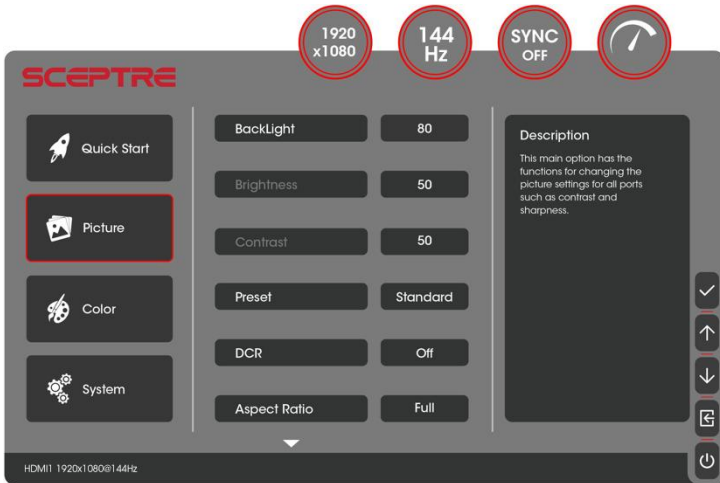 1920
x1080
144
Hz
SYNC
OFF
SCEPTRE
Quick Start
Picture
Color
System
BackLight 80
Brightness 50
Contrast 50
Preset Standard
DCR Off
Aspect Ratio Full
Description
This main option has the
functions for changing the
picture settings for all ports
such as contrast and
sharpness.
HDMI1 1920x1080@144Hz